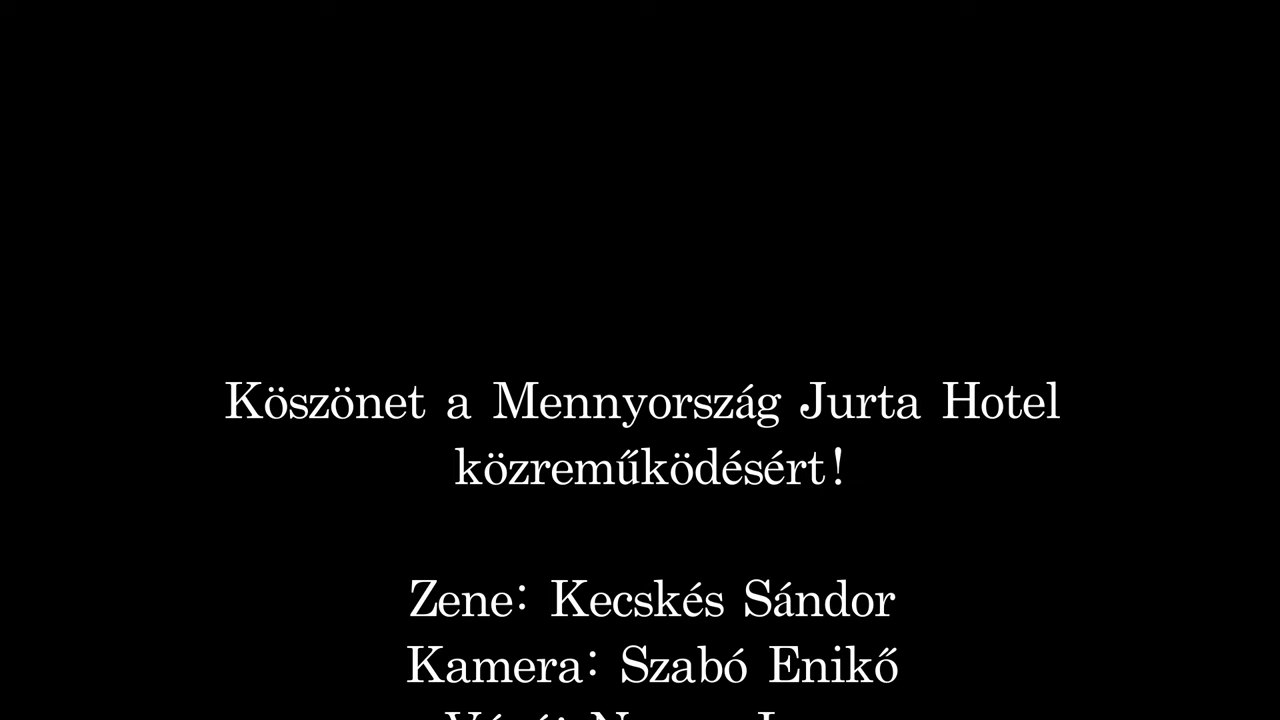 Köszönet a Mennyország Jurta Hotel
közreműködésért!
Zene: Kecskés Sándor
Kamera: Szabó Enikő